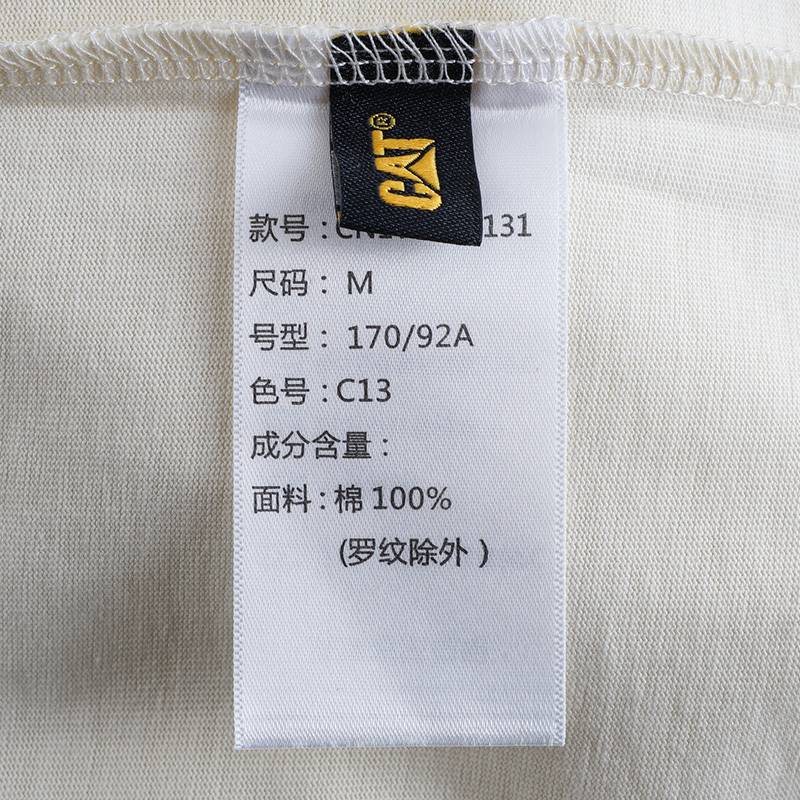 CAT®
款号：131
尺码：M
号型：170/92A
色号：C13
成分含量：
面料：棉 100%
(罗纹除外)